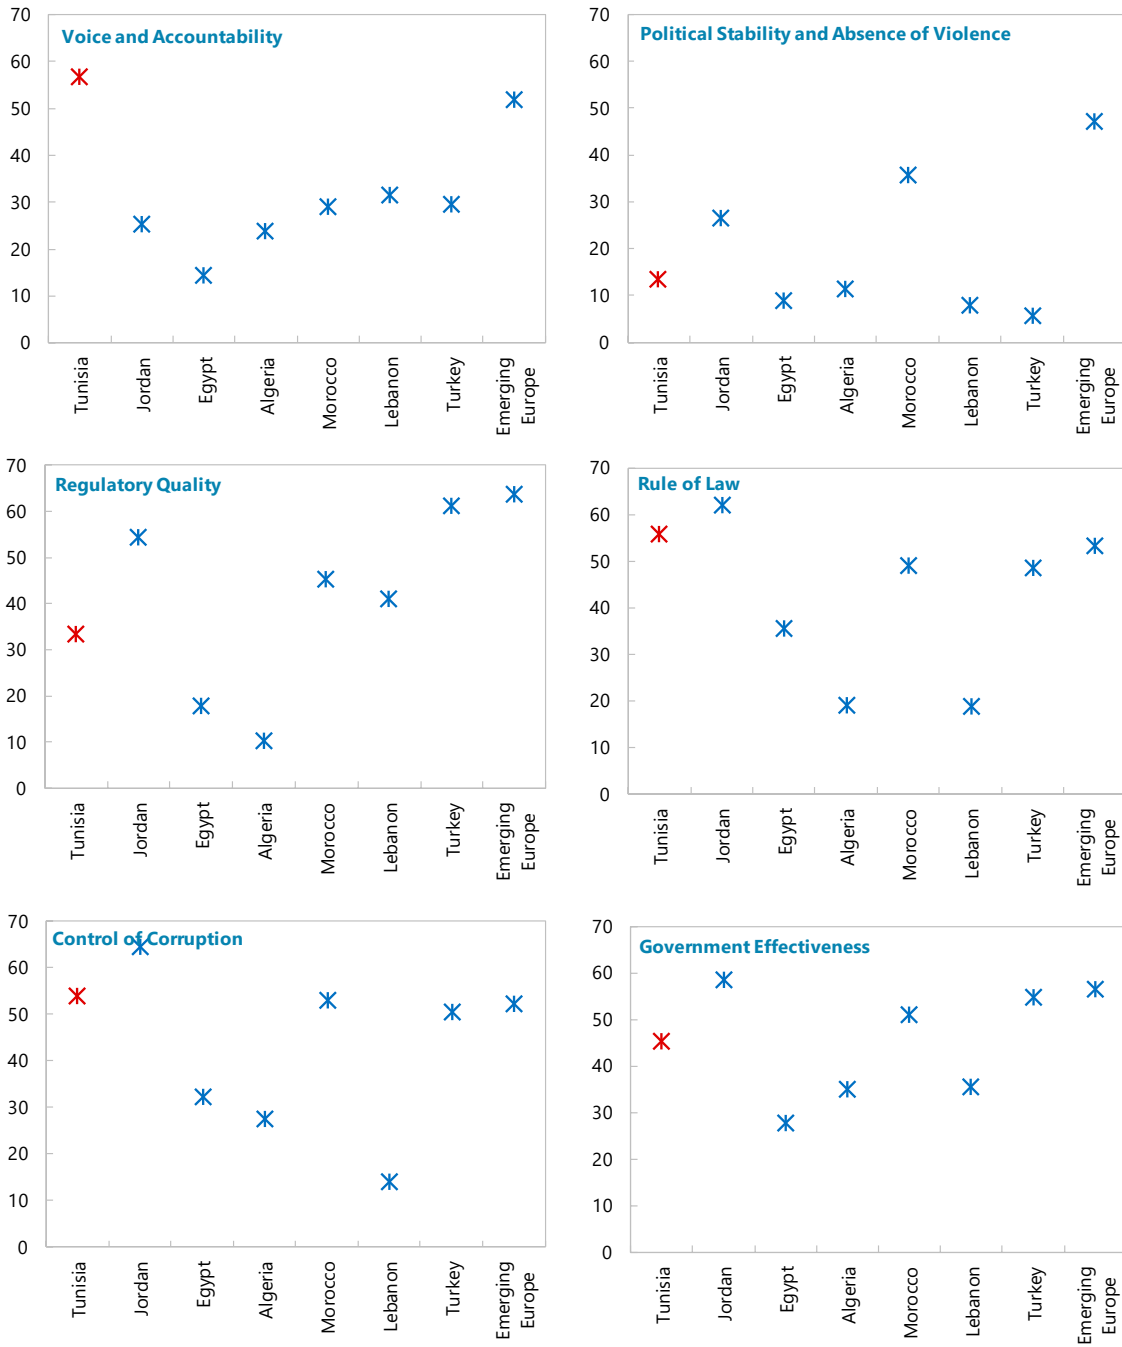 Voice and Accountability
70
60
50
40
30
20
10
0
Tunisia
Jordan
Egypt
Algeria
Morocco
Lebanon
Turkey
Emerging
Europe
Political Stability and Absence of Violence
70
60
50
40
30
20
10
0
Tunisia
Jordan
Egypt
Algeria
Morocco
Lebanon
Turkey
Emerging
Europe
Regulatory Quality
70
60
50
40
30
20
10
0
Tunisia
Jordan
Egypt
Algeria
Morocco
Lebanon
Turkey
Emerging
Europe
Rule of Law
70
60
50
40
30
20
10
0
Tunisia
Jordan
Egypt
Algeria
Morocco
Lebanon
Turkey
Emerging
Europe
Control of Corruption
70
60
50
40
30
20
10
0
Tunisia
Jordan
Egypt
Algeria
Morocco
Lebanon
Turkey
Emerging
Europe
Government Effectiveness
70
60
50
40
30
20
10
0
Tunisia
Jordan
Egypt
Algeria
Morocco
Lebanon
Turkey
Emerging
Europe